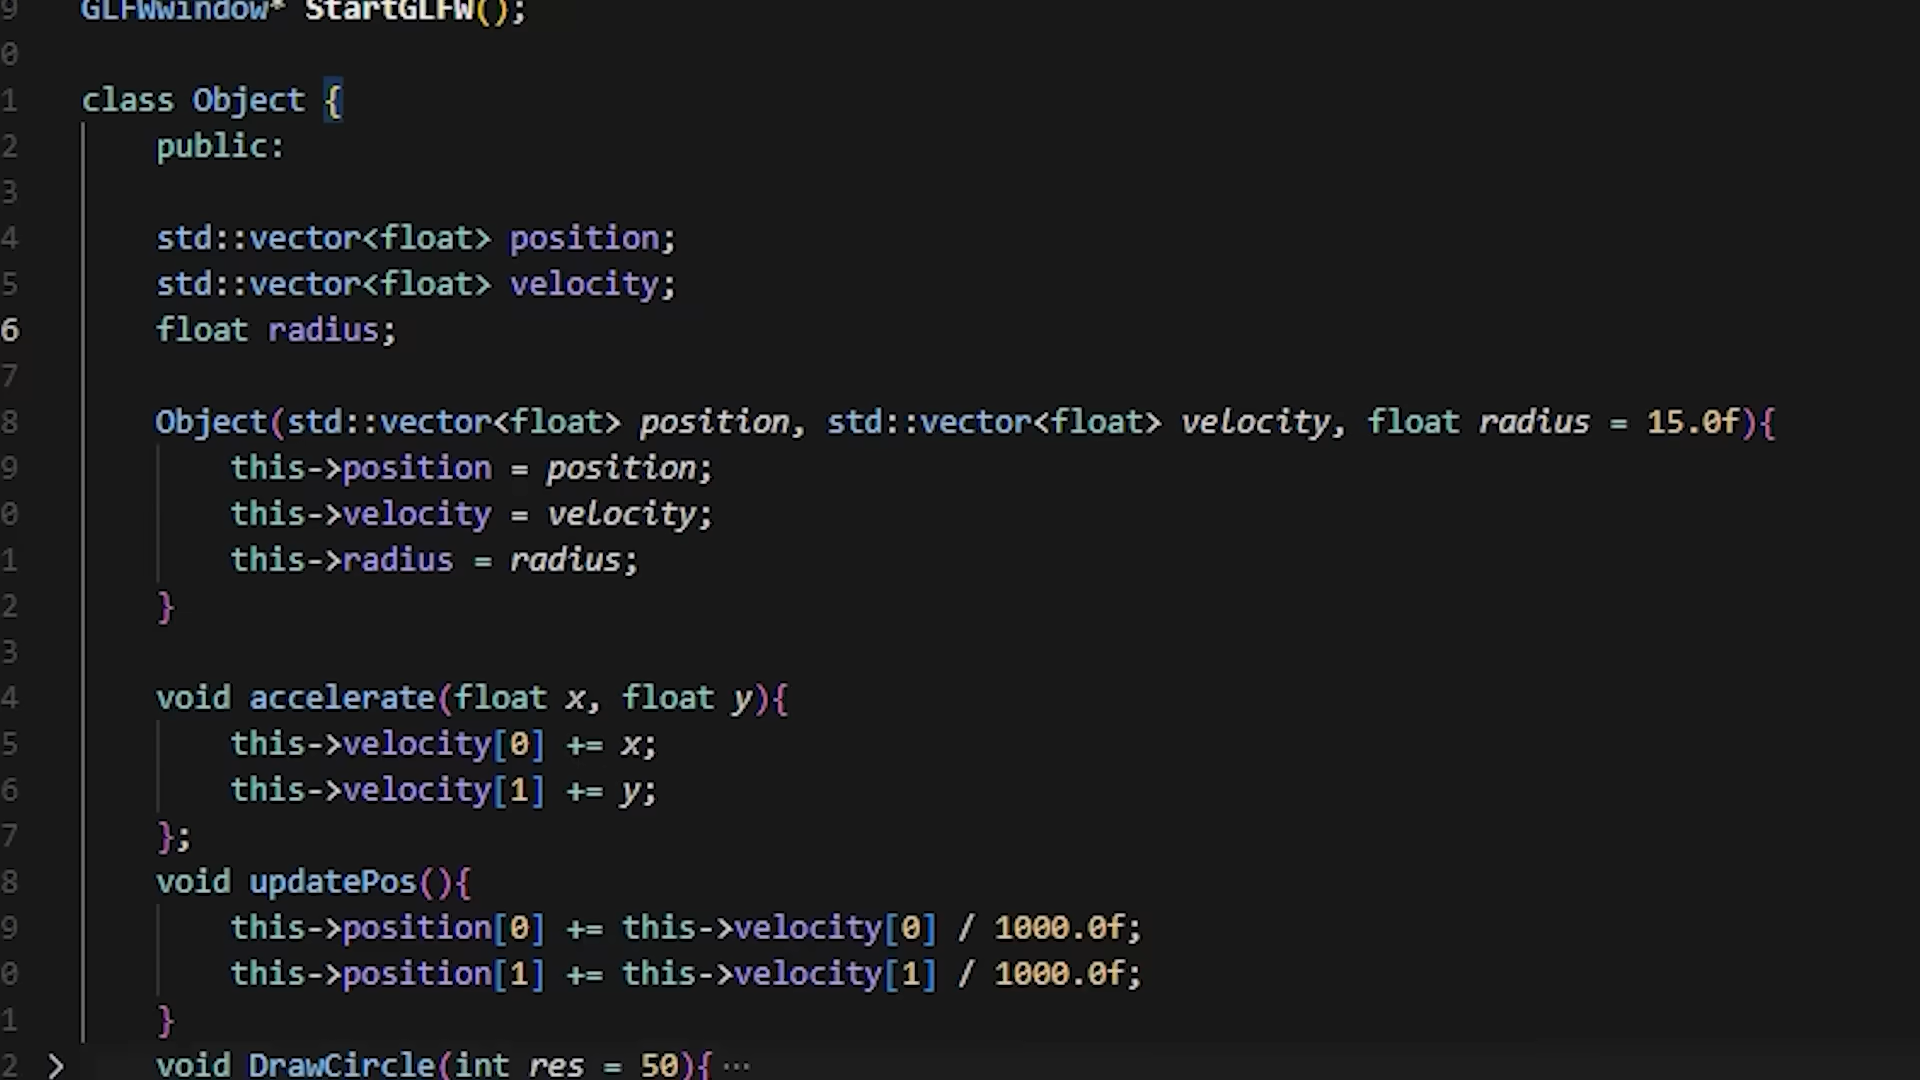 9 GLFWwindow* StartGLFW();
0
1 class Object {
2 public:
3
4 std::vector<float> position;
5 std::vector<float> velocity;
6 float radius;
7
8 Object(std::vector<float> position, std::vector<float> velocity, float radius = 15.0f){
9 this->position = position;
0 this->velocity = velocity;
1 this->radius = radius;
2 }
3
4 void accelerate(float x, float y){
5 this->velocity[0] += x;
6 this->velocity[1] += y;
7 };
8 void updatePos(){
9 this->position[0] += this->velocity[0] / 1000.0f;
0 this->position[1] += this->velocity[1] / 1000.0f;
1 }
2 void DrawCircle(int res = 50){ ···